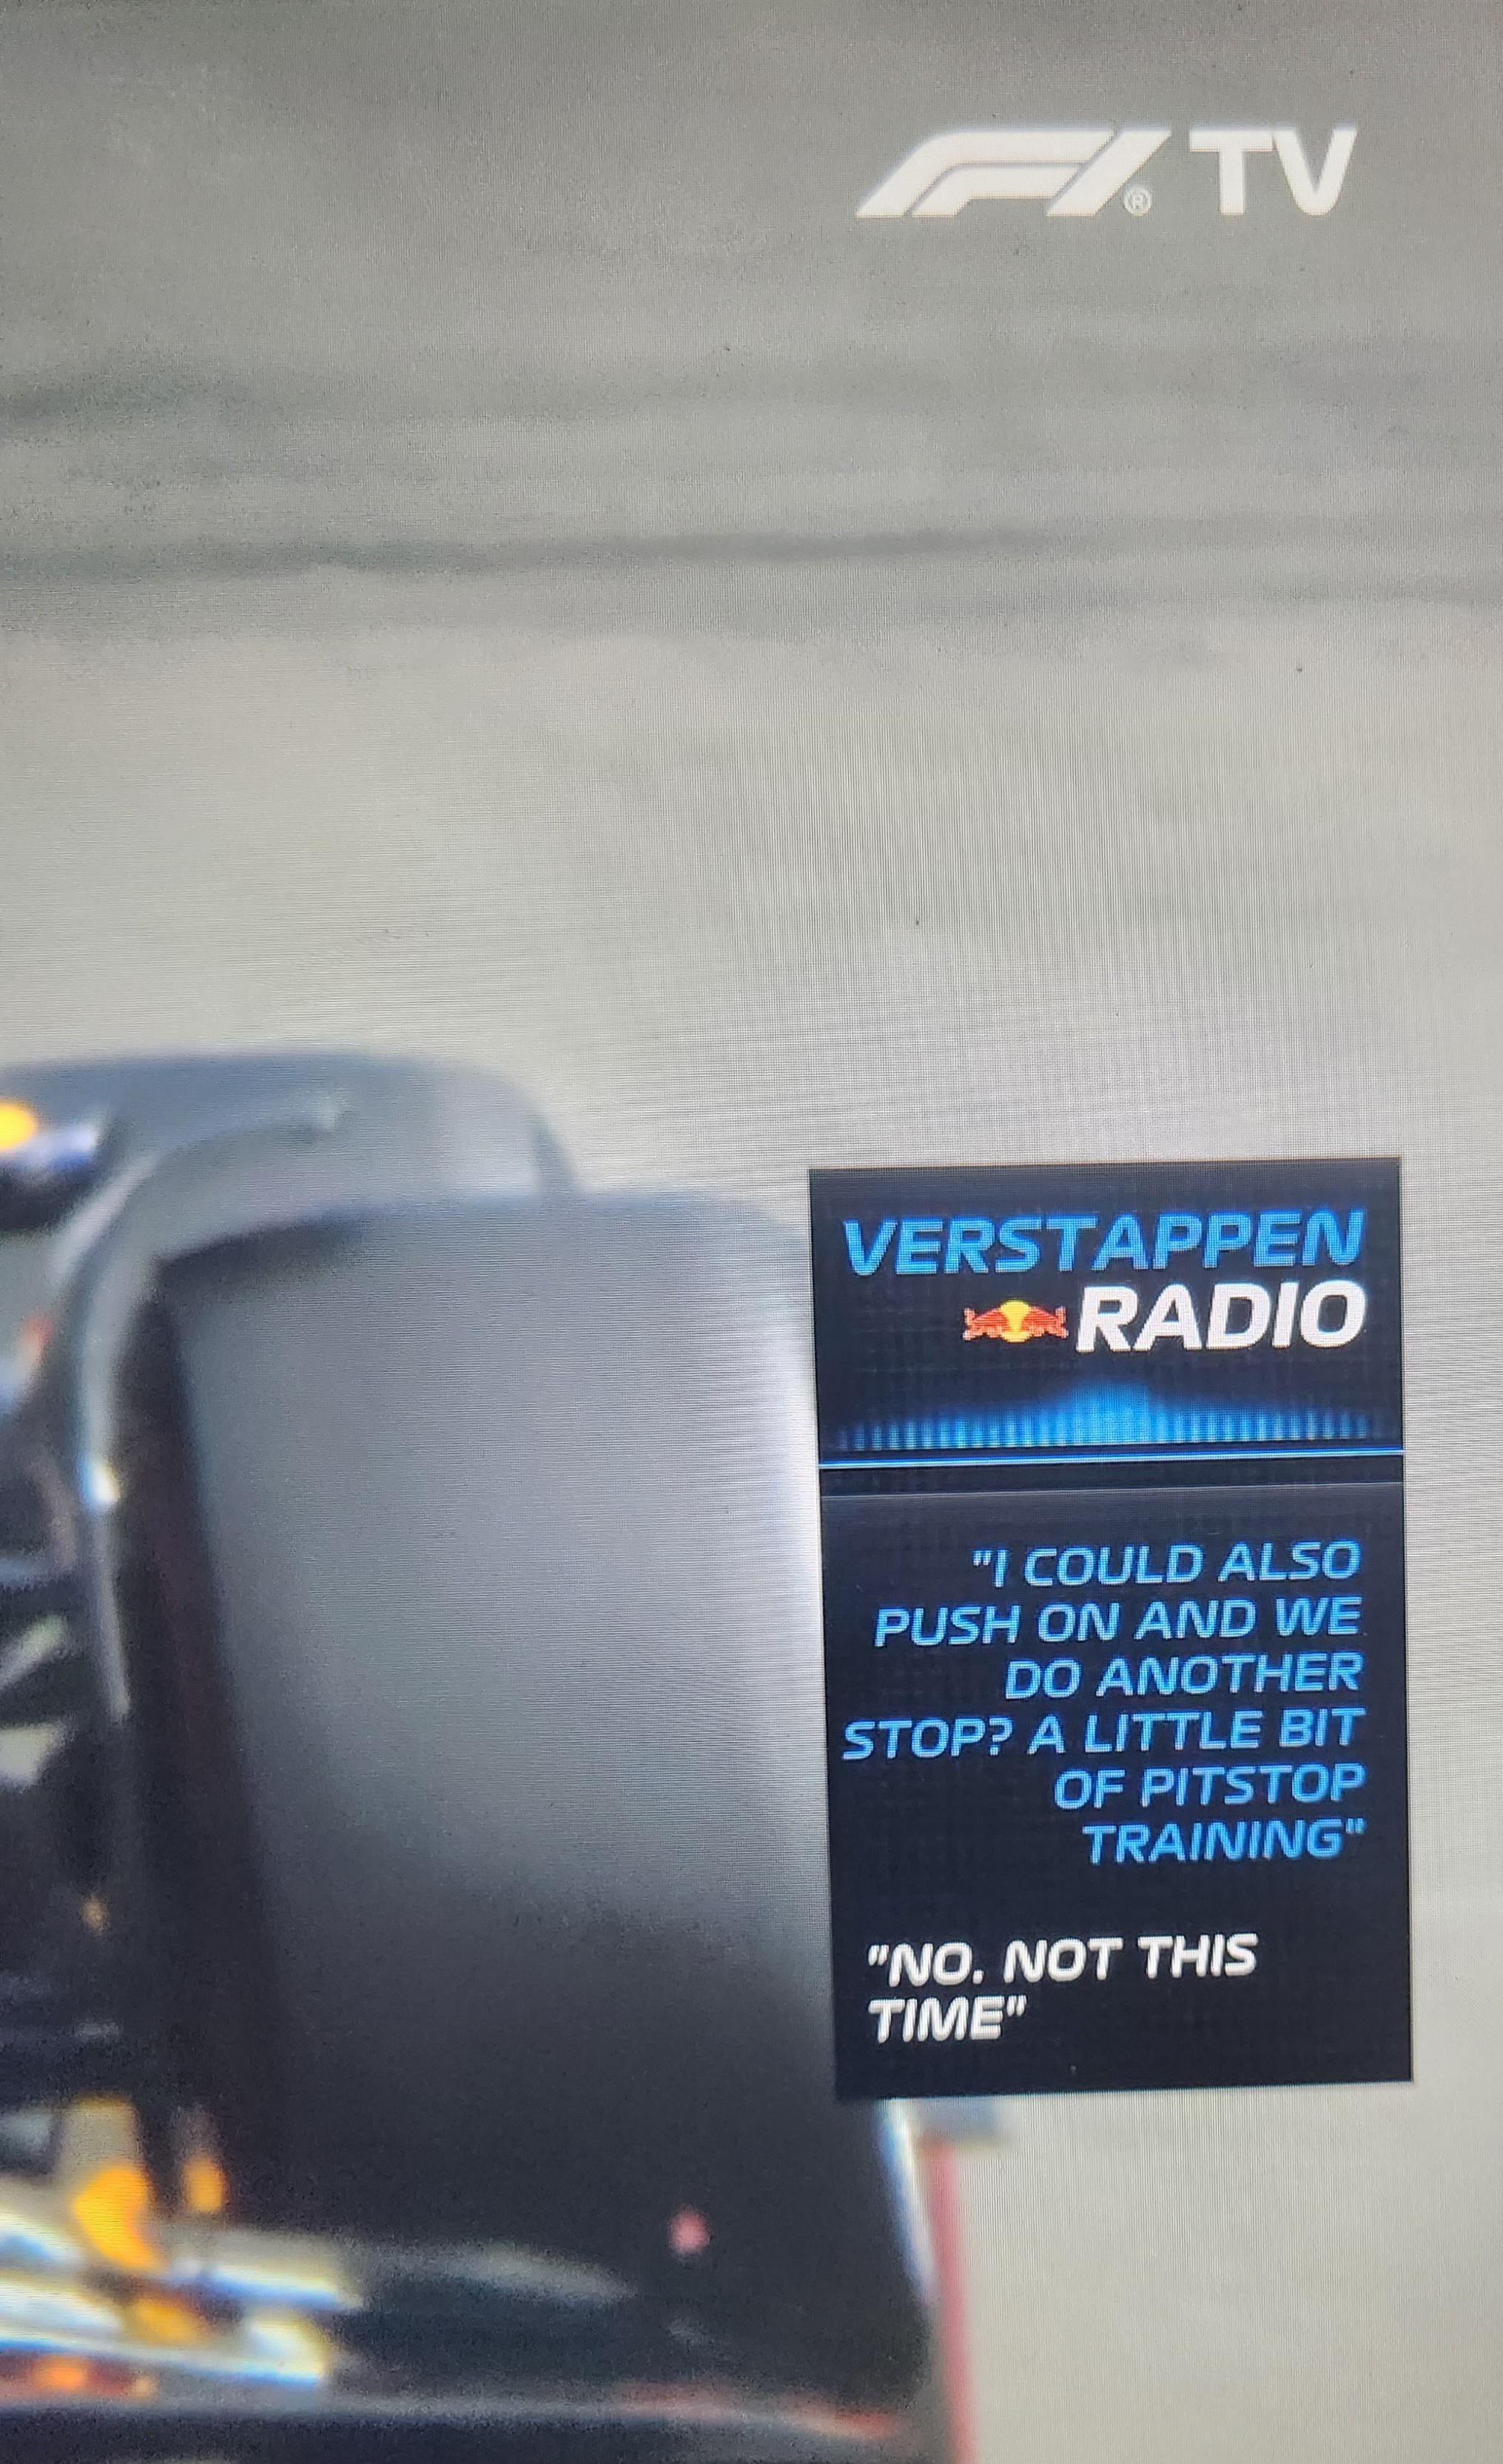 F1® TV
VERSTAPPEN
RADIO
"I COULD ALSO
PUSH ON AND WE
DO ANOTHER
STOP? A LITTLE BIT
OF PITSTOP
TRAINING"
"NO. NOT THIS
TIME"